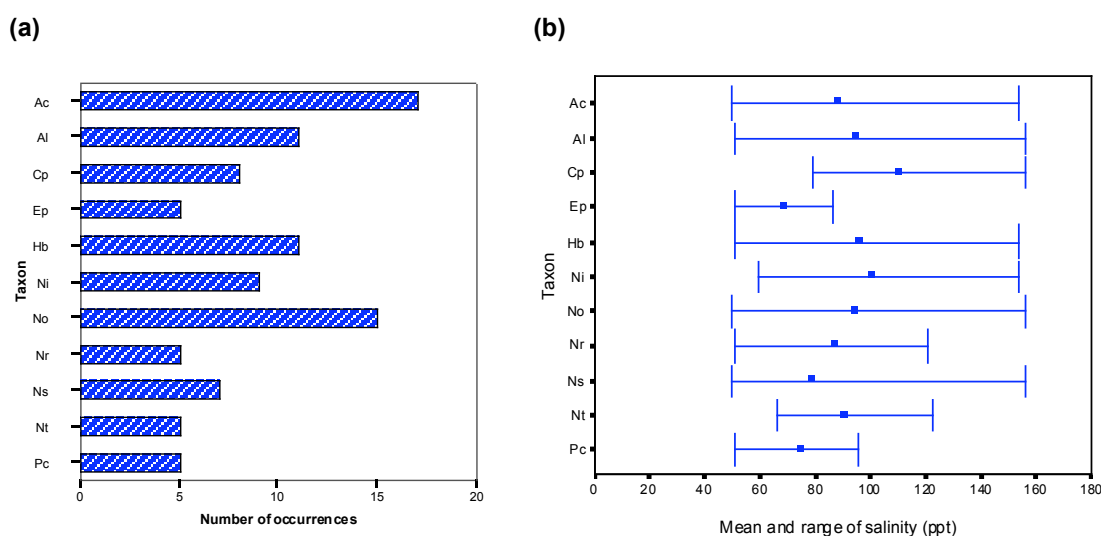 (a)
Ac
Al
Cp
Ep
Hb
Ni
No
Nr
Ns
Nt
Pc
Taxon
0 5 10 15 20
Number of occurrences
(b)
Ac
Al
Cp
Ep
Hb
Ni
No
Nr
Ns
Nt
Pc
Taxon
0 20 40 60 80 100 120 140 160 180
Mean and range of salinity (ppt)